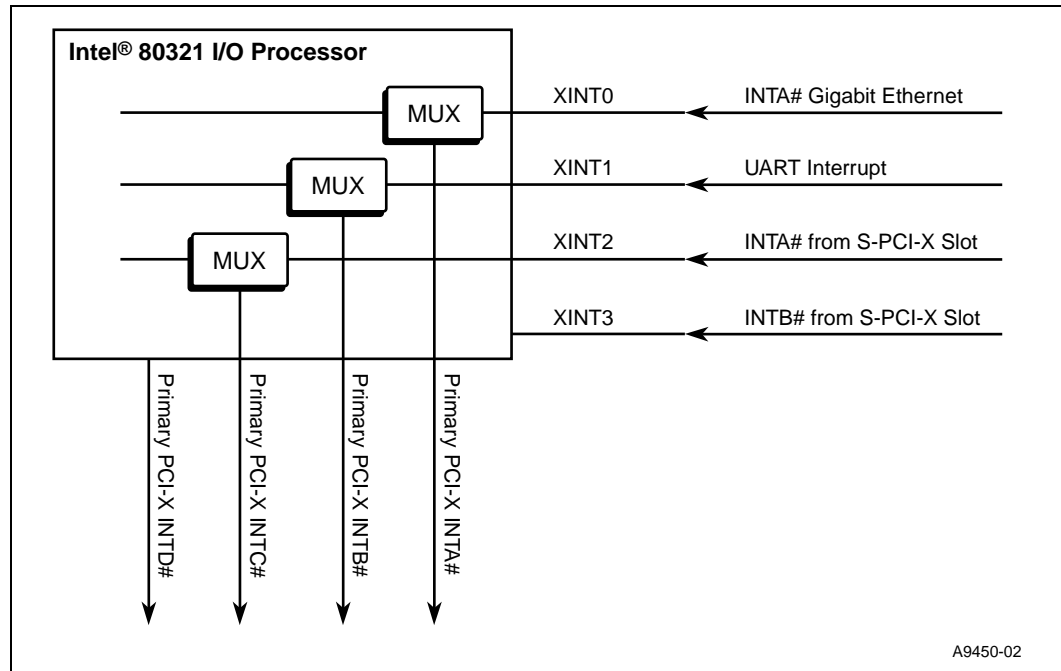 Intel® 80321 I/O Processor
MUX
XINT0
INTA# Gigabit Ethernet
MUX
XINT1
UART Interrupt
MUX
XINT2
INTA# from S-PCI-X Slot
XINT3
INTB# from S-PCI-X Slot
Primary PCI-X INTD#
Primary PCI-X INTC#
Primary PCI-X INTB#
Primary PCI-X INTA#
A9450-02